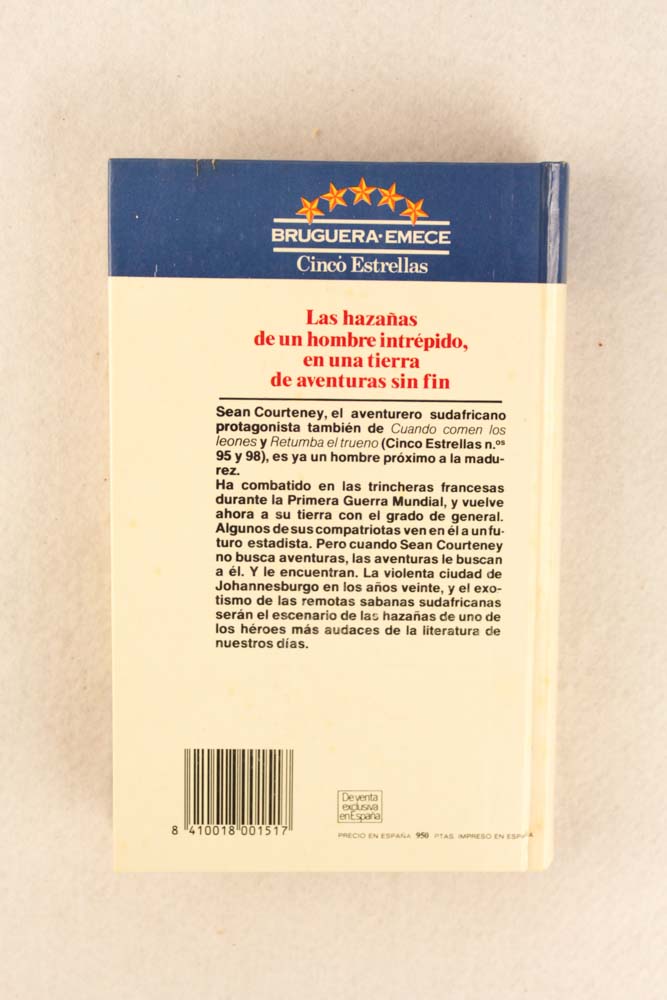 BRUGUERA·EMECE
Cinco Estrellas
Las hazañas
de un hombre intrépido,
en una tierra
de aventuras sin fin
Sean Courteney, el aventurero sudafricano
protagonista también de Cuando comen los
leones y Retumba el trueno (Cinco Estrellas n.os
95 y 98), es ya un hombre próximo a la madu-
rez.
Ha combatido en las trincheras francesas
durante la Primera Guerra Mundial, y vuelve
ahora a su tierra con el grado de general.
Algunos de sus compatriotas ven en él a un fu-
turo estadista. Pero cuando Sean Courteney
no busca aventuras, las aventuras le buscan
a él. Y le encuentran. La violenta ciudad de
Johannesburgo en los años veinte, y el exo-
tismo de las remotas sabanas sudafricanas
serán el escenario de las hazañas de uno de
los héroes más audaces de la literatura de
nuestros días.
De venta
exclusiva
en España
8 410018 001517
PRECIO EN ESPAÑA 950 PTAS. IMPRESO EN ESPAÑA